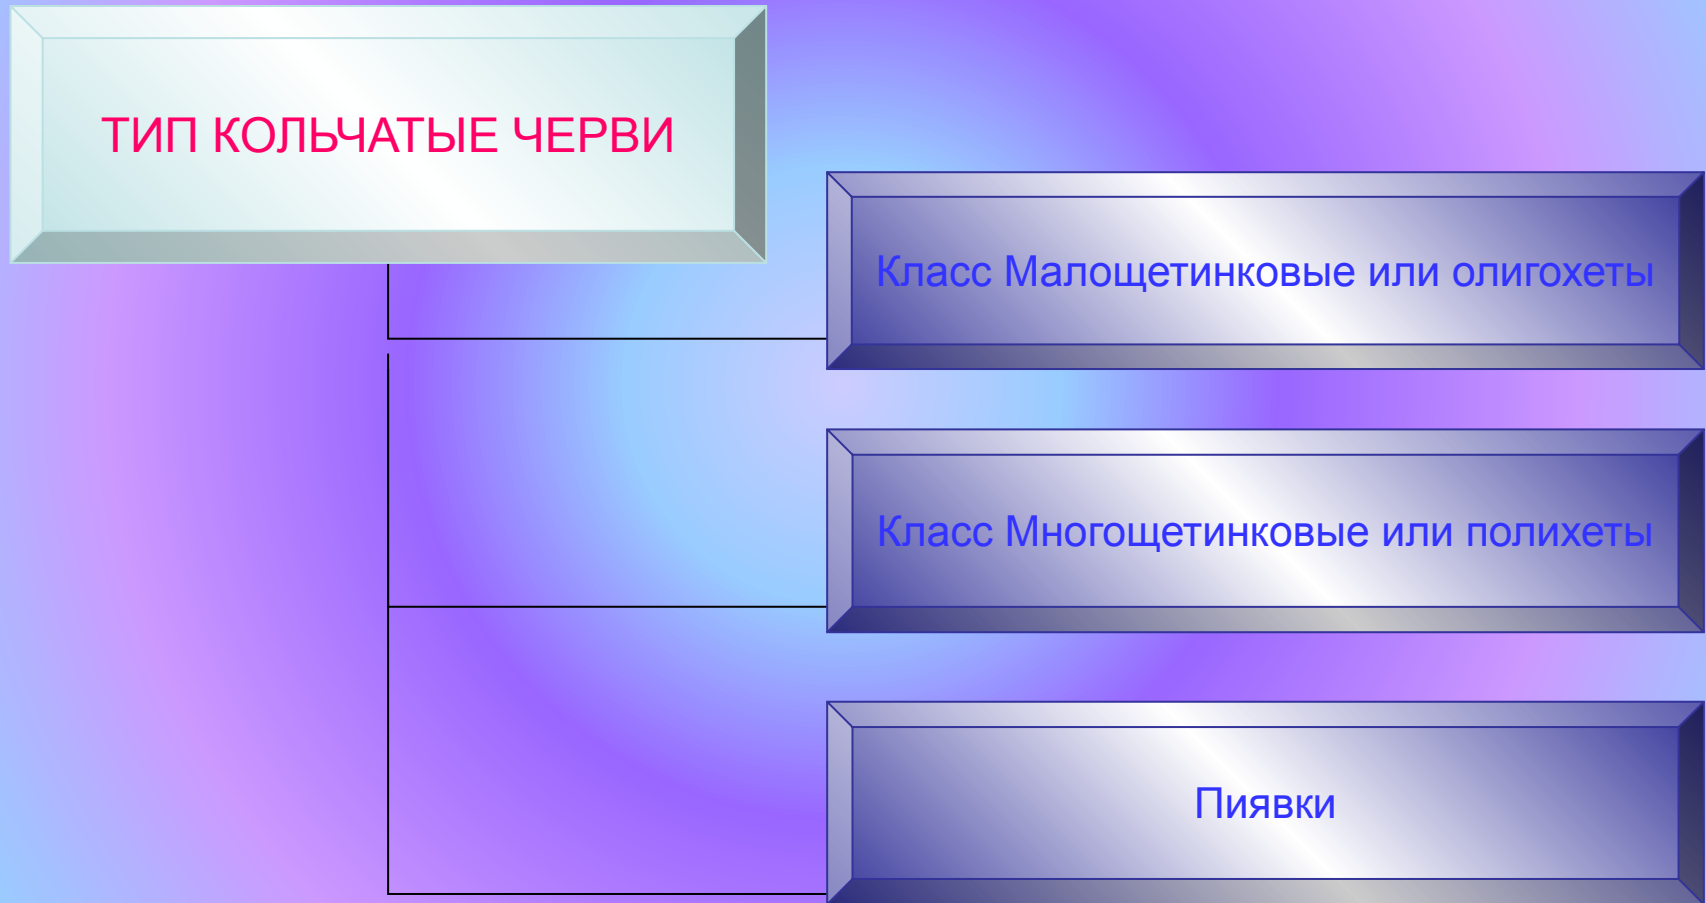 ТИП КОЛЬЧАТЫЕ ЧЕРВИ
Класс Малощетинковые или олигохеты
Класс Многощетинковые или полихеты
Пиявки